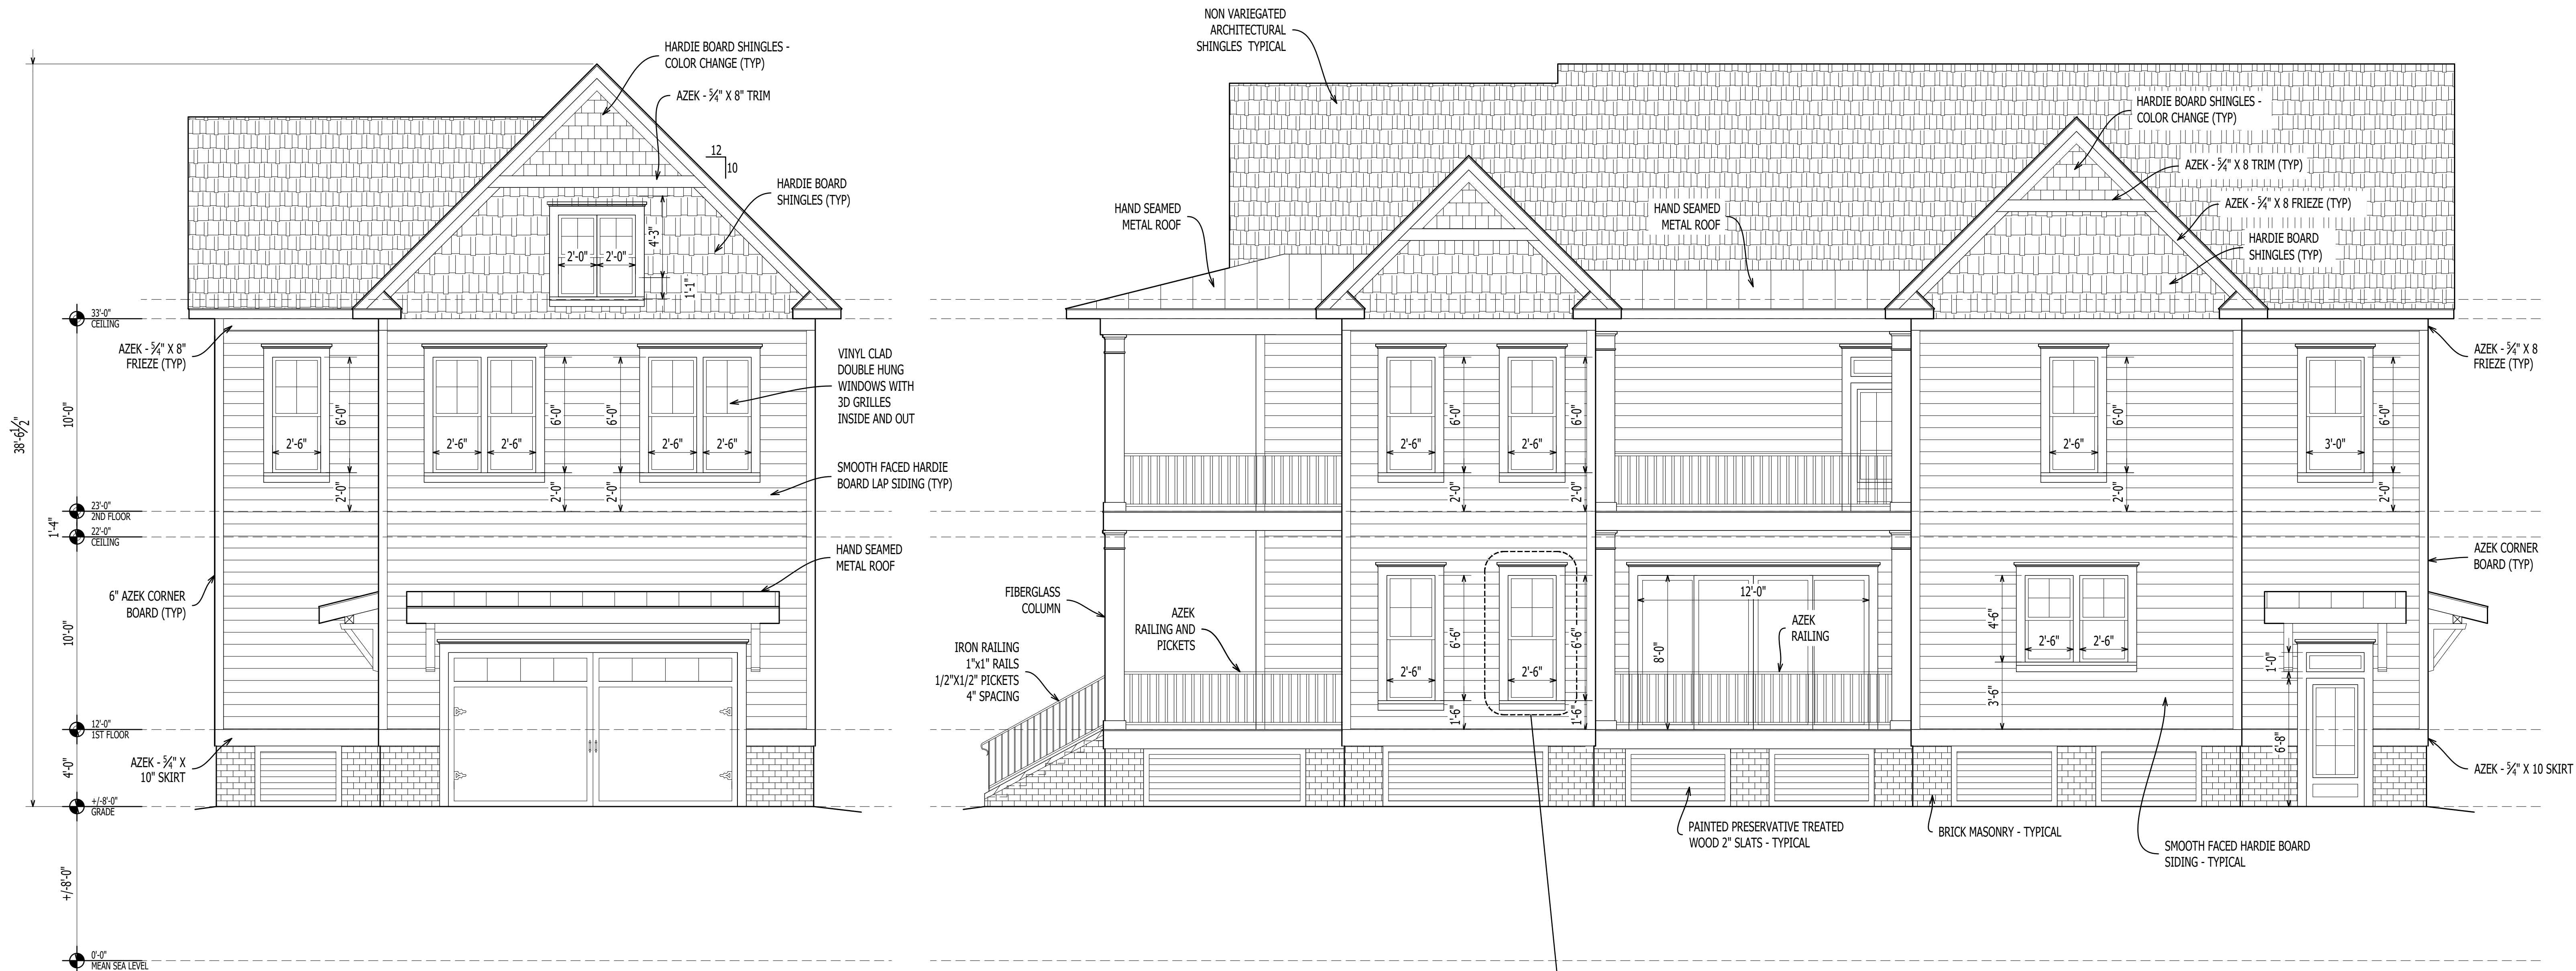 NON VARIEGATED
ARCHITECTURAL
SHINGLES TYPICAL
HARDIE BOARD SHINGLES -
COLOR CHANGE (TYP)
AZEK - 5/4" X 8" TRIM
12
10
HARDIE BOARD
SHINGLES (TYP)
4'-3"
2'-0"
2'-0"
1'-1"
38'-6 1/2"
33'-0"
CEILING
AZEK - 5/4" X 8"
FRIEZE (TYP)
10'-0"
2'-6"
6'-0"
2'-0"
2'-6"
2'-6"
6'-0"
2'-0"
6'-0"
2'-0"
2'-6"
2'-6"
VINYL CLAD
DOUBLE HUNG
WINDOWS WITH
3D GRILLES
INSIDE AND OUT
SMOOTH FACED HARDIE
BOARD LAP SIDING (TYP)
23'-0"
2ND FLOOR
1'-4"
22'-0"
CEILING
HAND SEAMED
METAL ROOF
6" AZEK CORNER
BOARD (TYP)
10'-0"
12'-0"
1ST FLOOR
AZEK - 5/4" X
10" SKIRT
4'-0"
+/-8'-0"
GRADE
+/-8'-0"
0'-0"
MEAN SEA LEVEL
HARDIE BOARD SHINGLES -
COLOR CHANGE (TYP)
AZEK - 5/4" X 8 TRIM (TYP)
AZEK - 5/4" X 8 FRIEZE (TYP)
HARDIE BOARD
SHINGLES (TYP)
HAND SEAMED
METAL ROOF
HAND SEAMED
METAL ROOF
AZEK - 5/4" X 8
FRIEZE (TYP)
2'-6"
6'-0"
2'-0"
2'-6"
6'-0"
2'-0"
2'-6"
6'-0"
2'-0"
3'-0"
6'-0"
2'-0"
AZEK CORNER
BOARD (TYP)
FIBERGLASS
COLUMN
AZEK
RAILING AND
PICKETS
IRON RAILING
1"x1" RAILS
1/2"X1/2" PICKETS
4" SPACING
2'-6"
6'-6"
1'-6"
2'-6"
6'-6"
1'-6"
12'-0"
8'-0"
AZEK
RAILING
4'-6"
2'-6"
2'-6"
3'-6"
1'-0"
6'-8"
AZEK - 5/4" X 10 SKIRT
PAINTED PRESERVATIVE TREATED
WOOD 2" SLATS - TYPICAL
BRICK MASONRY - TYPICAL
SMOOTH FACED HARDIE BOARD
SIDING - TYPICAL